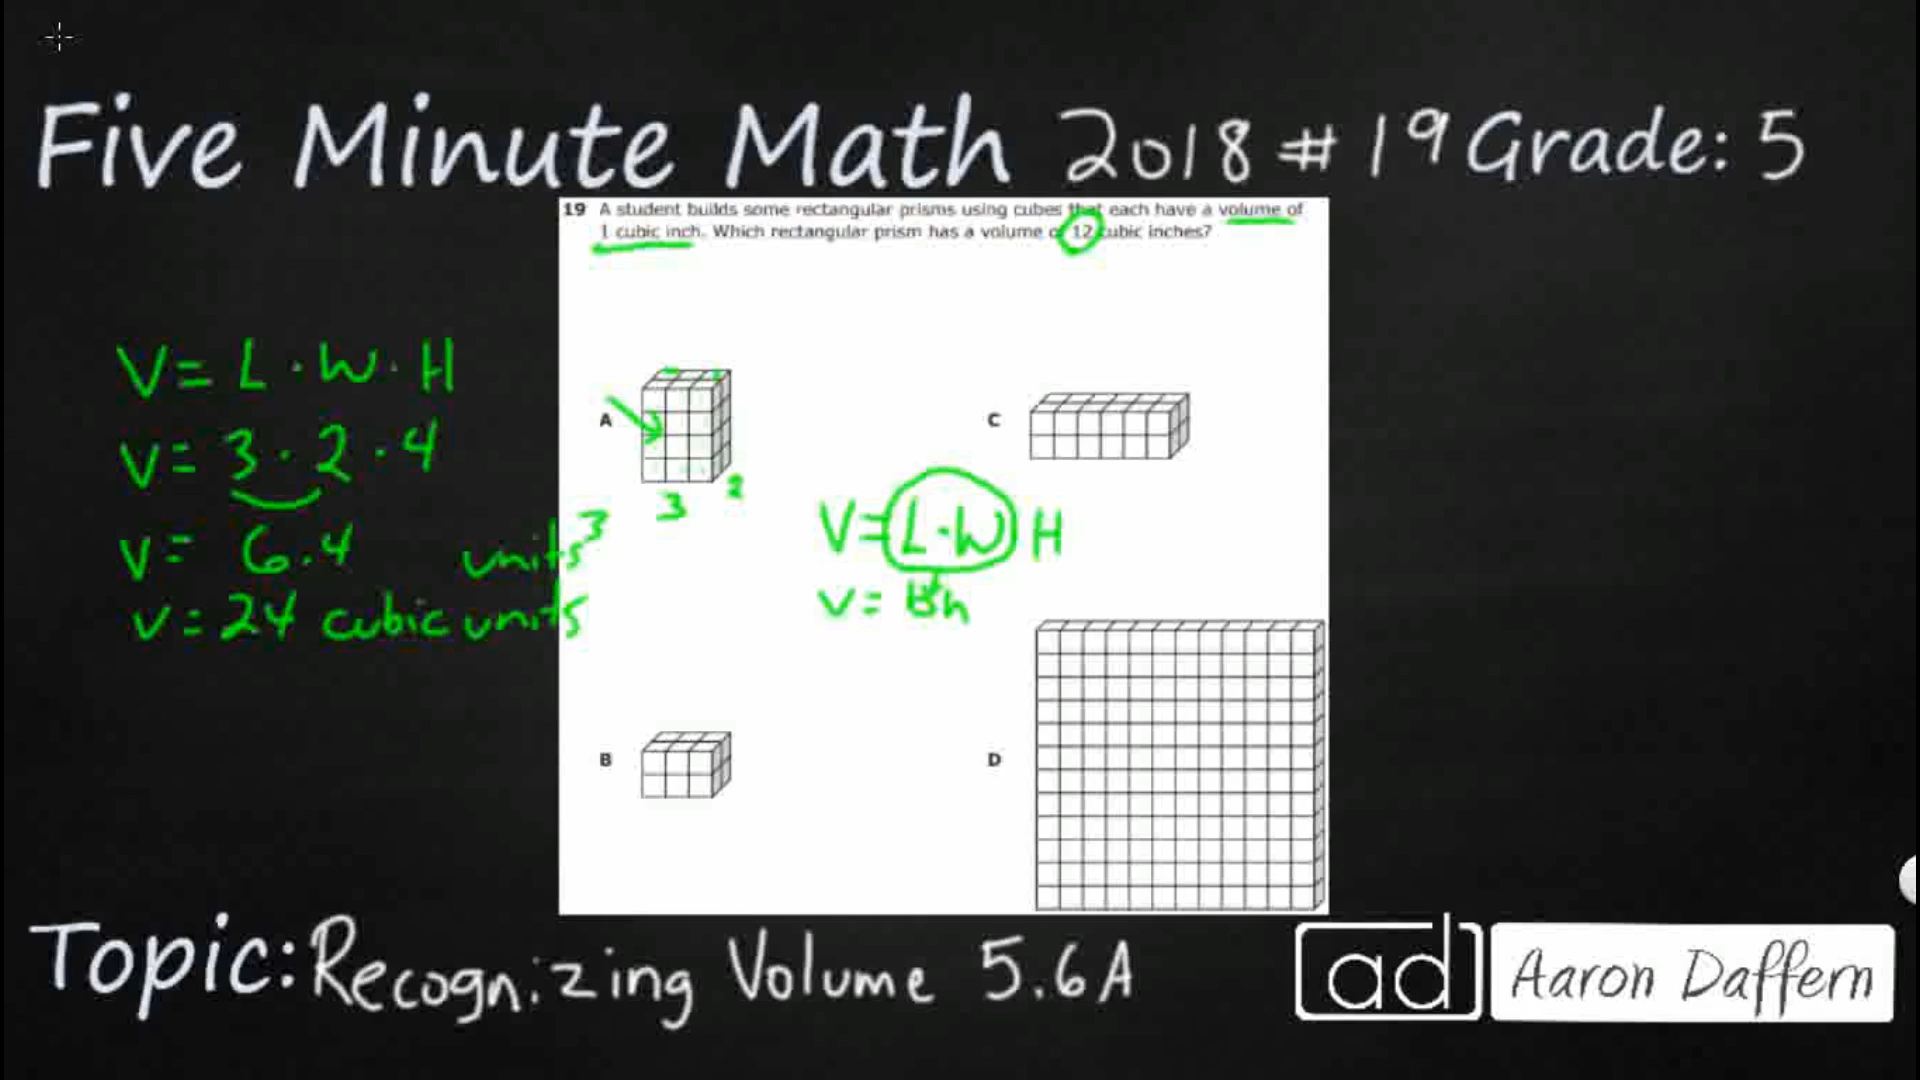 Five Minute Math 2018 # 19 Grade: 5
19 A student builds some rectangular prisms using cubes that each have a volume of
1 cubic inch. Which rectangular prism has a volume of 12 cubic inches?
V = L · W · H
V = 3 · 2 · 4
V = 6 · 4 units³
V = 24 cubic units
A
3 2
C
V = L · W H
V = Bh
B
D
Topic: Recognizing Volume 5.6A
ad Aaron Daffern